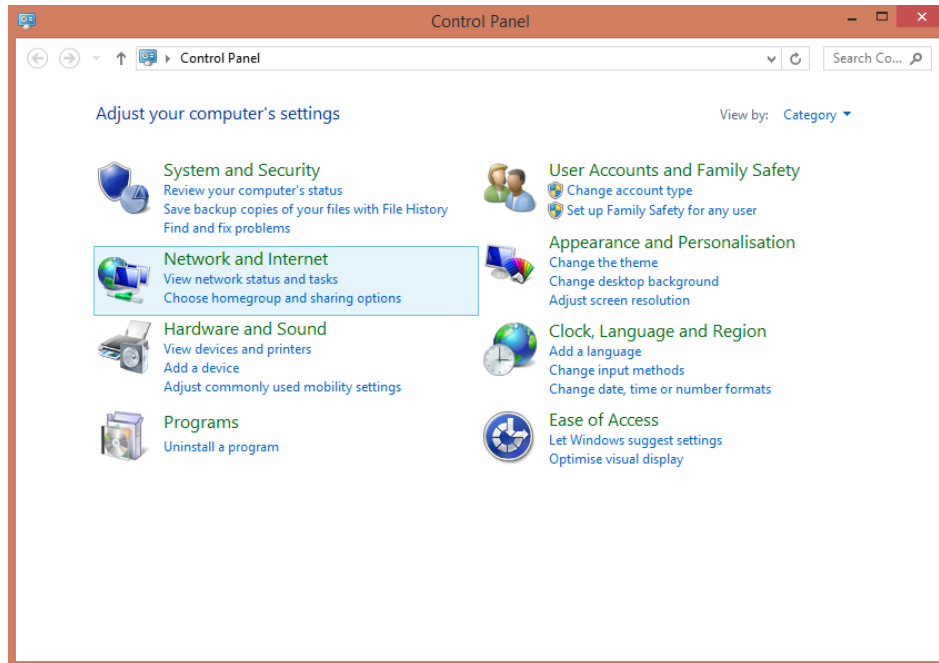 Control Panel
Control Panel
Search Co...
Adjust your computer's settings
View by: Category
System and Security
Review your computer's status
Save backup copies of your files with File History
Find and fix problems
Network and Internet
View network status and tasks
Choose homegroup and sharing options
Hardware and Sound
View devices and printers
Add a device
Adjust commonly used mobility settings
Programs
Uninstall a program
User Accounts and Family Safety
Change account type
Set up Family Safety for any user
Appearance and Personalisation
Change the theme
Change desktop background
Adjust screen resolution
Clock, Language and Region
Add a language
Change input methods
Change date, time or number formats
Ease of Access
Let Windows suggest settings
Optimise visual display